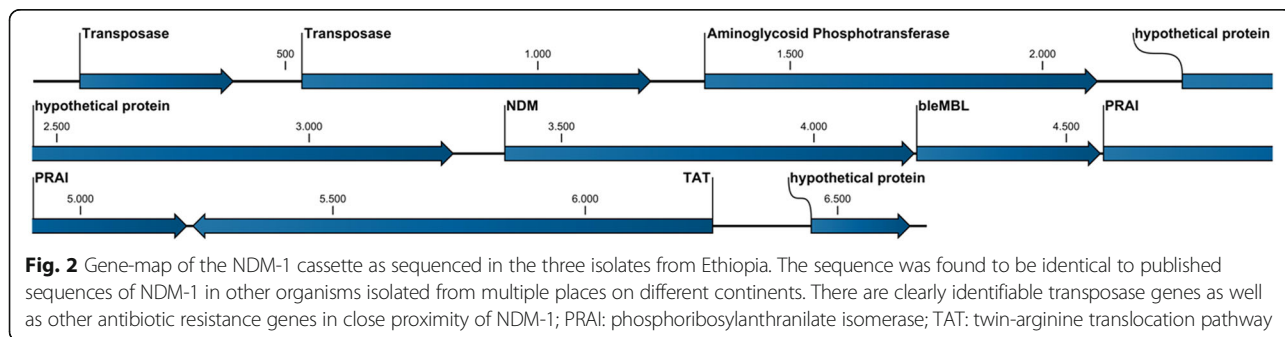 Transposase Transposase Aminoglycosid Phosphotransferase hypothetical protein
500 1.000 1.500 2.000
hypothetical protein NDM bleMBL PRAI
2.500 3.000 3.500 4.000 4.500
PRAI TAT hypothetical protein
5.000 5.500 6.000 6.500
Fig. 2 Gene-map of the NDM-1 cassette as sequenced in the three isolates from Ethiopia. The sequence was found to be identical to published
sequences of NDM-1 in other organisms isolated from multiple places on different continents. There are clearly identifiable transposase genes as well
as other antibiotic resistance genes in close proximity of NDM-1; PRAI: phosphoribosylanthranilate isomerase; TAT: twin-arginine translocation pathway